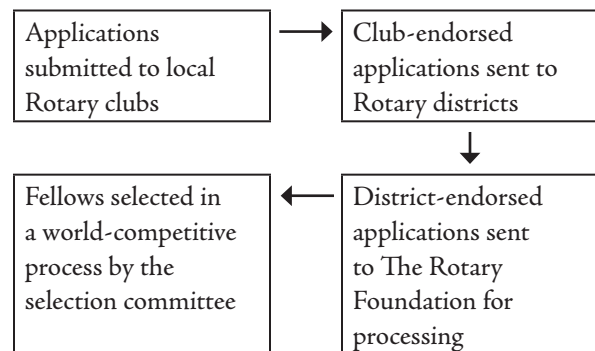 Applications
submitted to local
Rotary clubs
Club-endorsed
applications sent to
Rotary districts
District-endorsed
applications sent
to The Rotary
Foundation for
processing
Fellows selected in
a world-competitive
process by the
selection committee